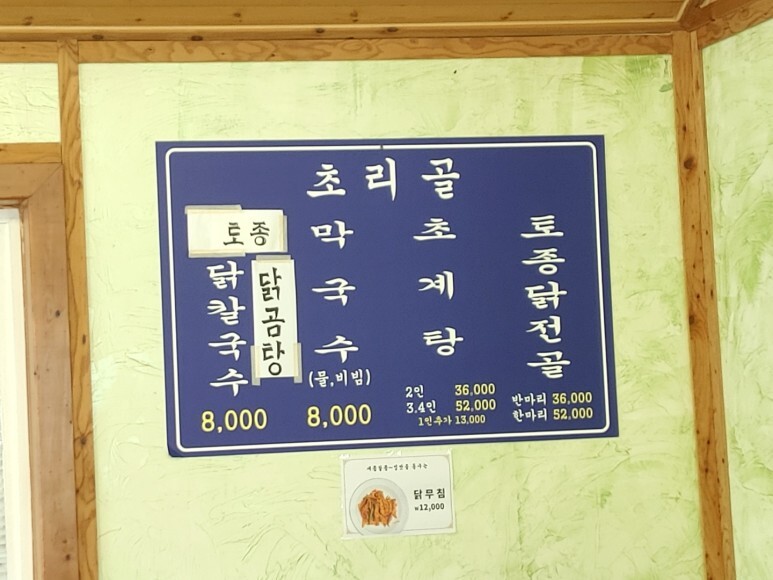 초리골
토종
닭칼국수
닭곰탕
8,000
막국수
(물,비빔)
8,000
초계탕
2인 36,000
3.4인 52,000
1인추가 13,000
토종닭전골
반마리 36,000
한마리 52,000
닭무침
₩12,000